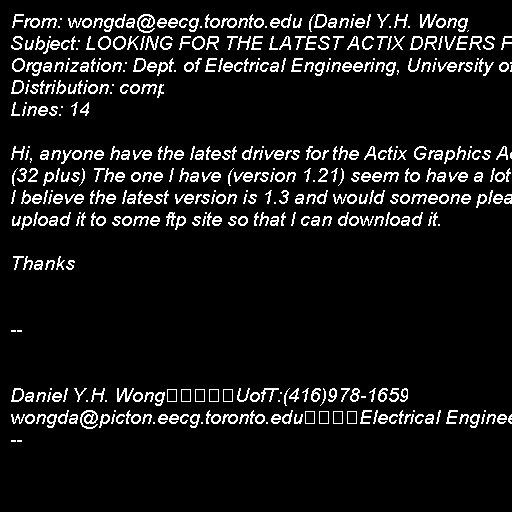 From: wongda@eecg.toronto.edu (Daniel Y.H. Wong
Subject: LOOKING FOR THE LATEST ACTIX DRIVERS
Organization: Dept. of Electrical Engineering, University of
Distribution: comp
Lines: 14
Hi, anyone have the latest drivers for the Actix Graphics
(32 plus) The one I have (version 1.21) seem to have a lot
I believe the latest version is 1.3 and would someone
upload it to some ftp site so that I can download it.
Thanks
--
Daniel Y.H. Wong□□□□□UofT:(416)978-1659
wongda@picton.eecg.toronto.edu□□□□Electrical
--